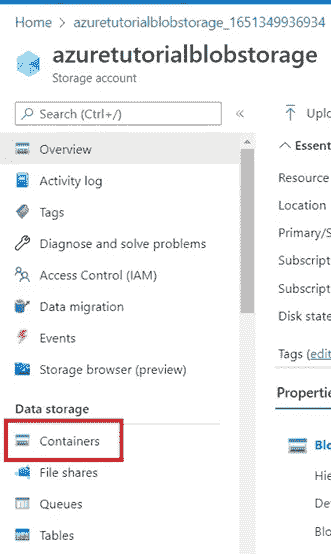 Home > azuretutorialblobstorage_1651349936934
azuretutorialblobstorage
Storage account
Search (Ctrl+/)
«
Overview
Activity log
Tags
Diagnose and solve problems
Access Control (IAM)
Data migration
Events
Storage browser (preview)
Data storage
Containers
File shares
Queues
Tables
Uplo
Essent
Resource
Location
Primary/S
Subscript
Subscript
Disk state
Tags (edit
Properties
Blo
Hie
De
Blo